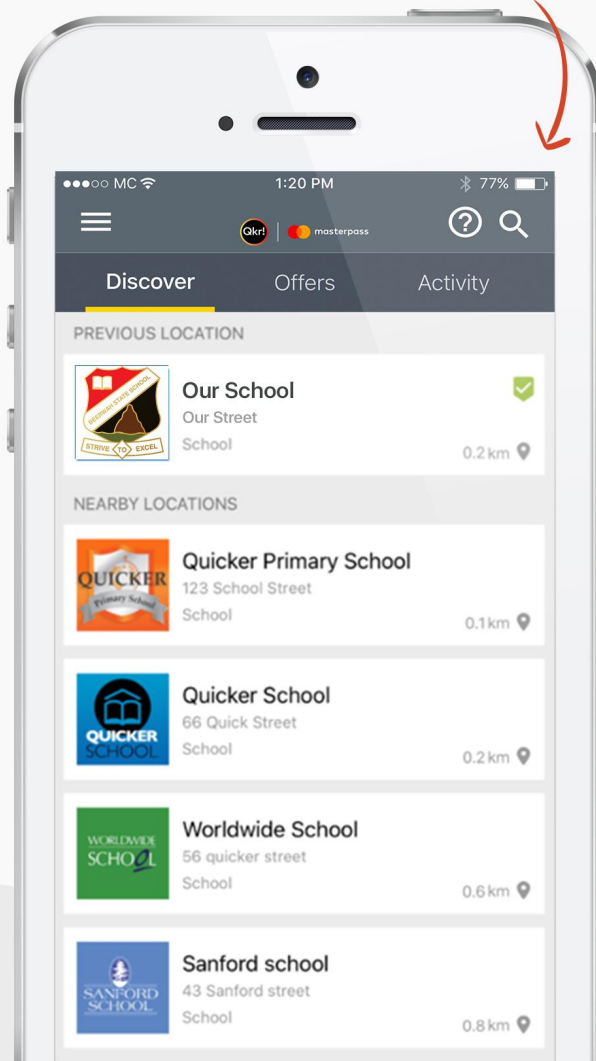 MC 1:20 PM 77%
Qkr! masterpass
Discover Offers Activity
PREVIOUS LOCATION
BEERWAH STATE SCHOOL
STRIVE TO EXCEL
Our School
Our Street
School
0.2 km
NEARBY LOCATIONS
QUICKER
Primary School
Quicker Primary School
123 School Street
School
0.1 km
QUICKER
SCHOOL
Quicker School
66 Quick Street
School
0.2 km
WORLDWIDE
SCHOOL
Worldwide School
56 quicker street
School
0.6 km
SANFORD
SCHOOL
Sanford school
43 Sanford street
School
0.8 km